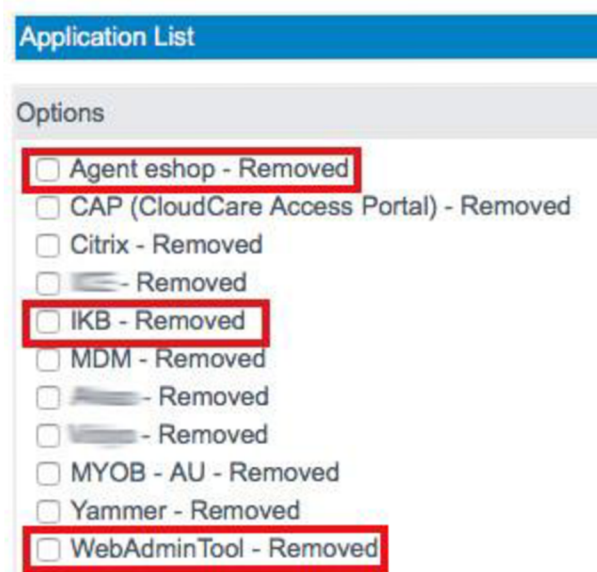 Application List
Options
Agent eshop - Removed
CAP (CloudCare Access Portal) - Removed
Citrix - Removed
- Removed
IKB - Removed
MDM - Removed
- Removed
- Removed
MYOB - AU - Removed
Yammer - Removed
WebAdminTool - Removed